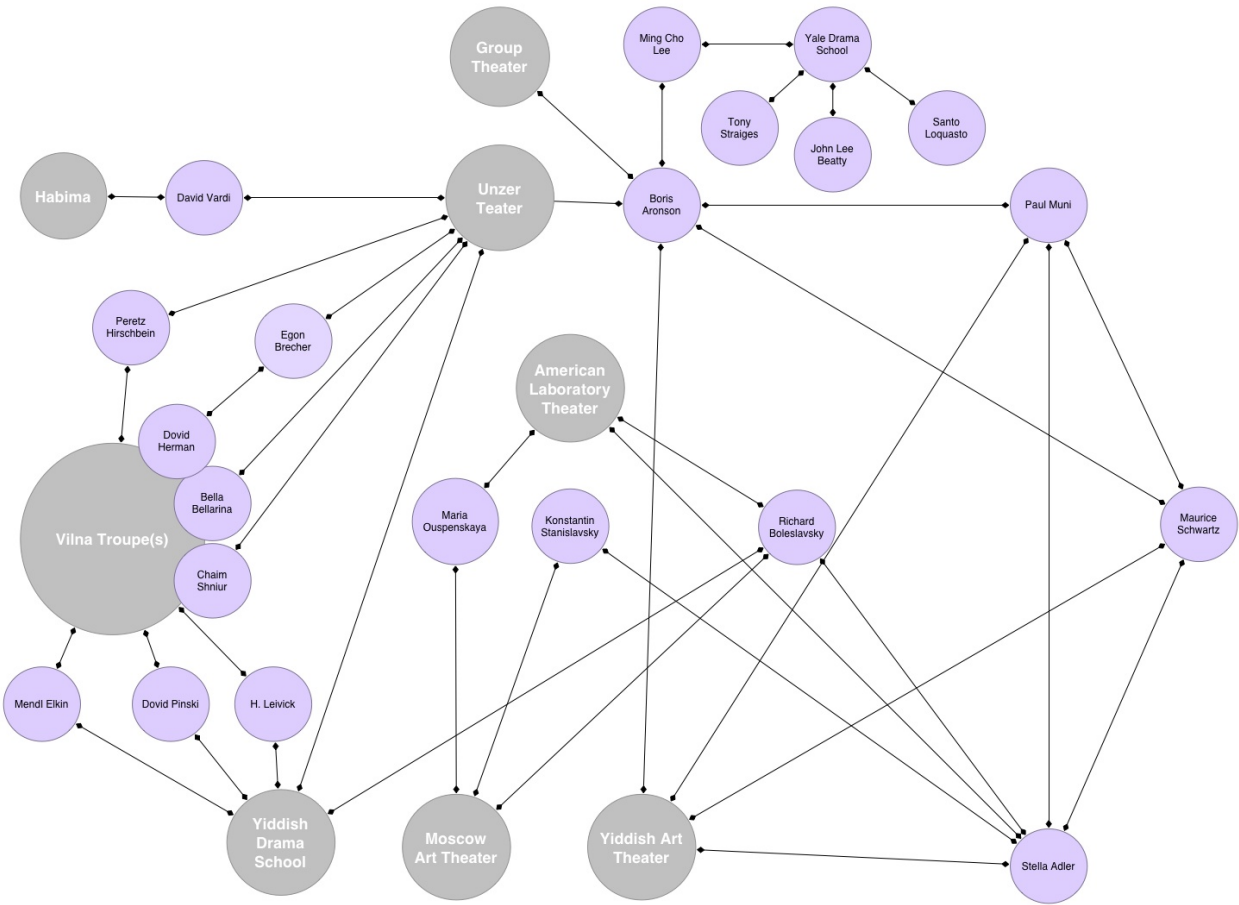 Group
Theater
Ming Cho
Lee
Yale Drama
School
Tony
Straiges
John Lee
Beatty
Santo
Loquasto
Habima
David Vardi
Unzer
Teater
Boris
Aronson
Paul Muni
Peretz
Hirschbein
Egon
Brecher
American
Laboratory
Theater
Dovid
Herman
Bella
Bellarina
Vilna Troupe(s)
Chaim
Shniur
Maria
Ouspenskaya
Konstantin
Stanislavsky
Richard
Boleslavsky
Maurice
Schwartz
Mendl Elkin
Dovid Pinski
H. Leivick
Yiddish
Drama
School
Moscow
Art Theater
Yiddish Art
Theater
Stella Adler